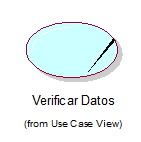 Verificar Datos
(from Use Case View)